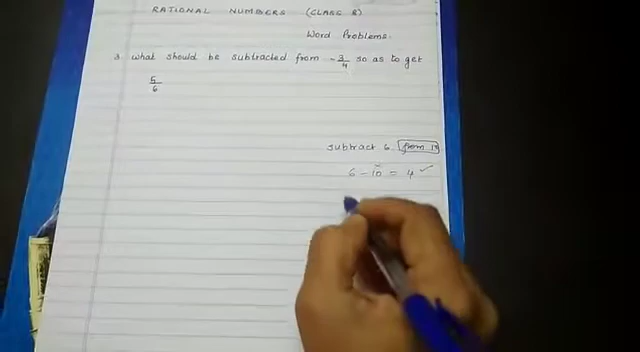 RATIONAL NUMBERS (CLASS 8)
Word Problems.
3. what should be subtracted from -3/4 so as to get
5/6
subtract 6 from 10
6 - 10 = 4 ✓